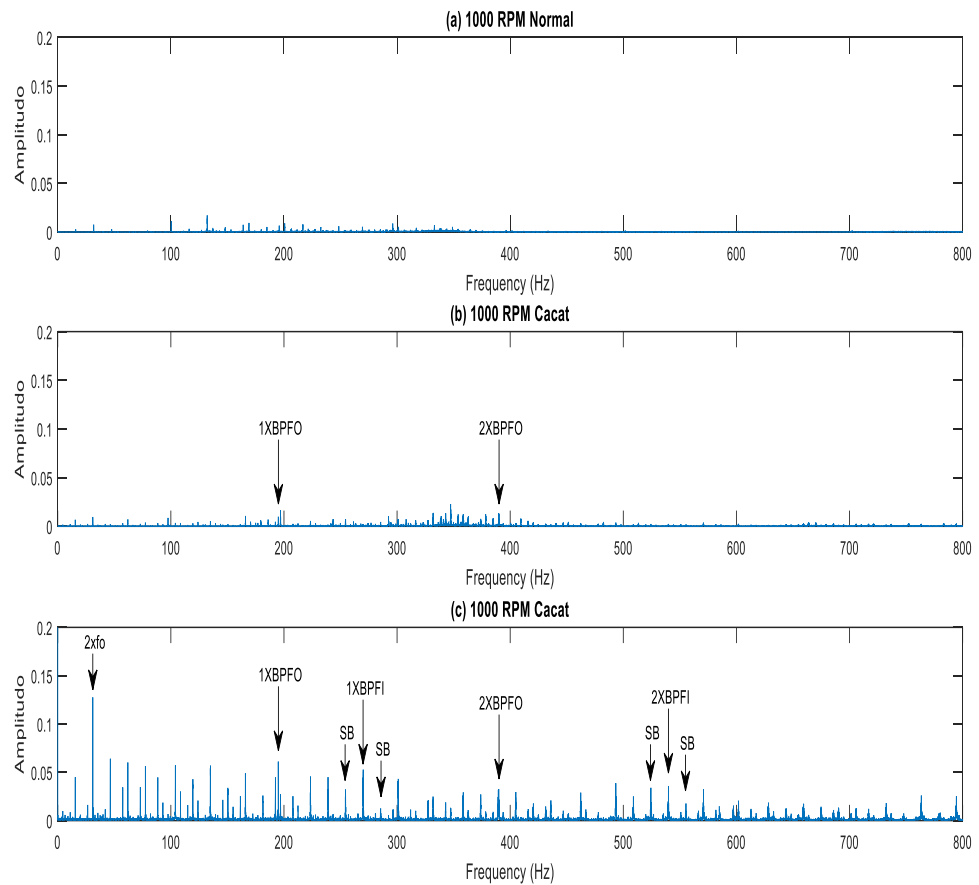 (a) 1000 RPM Normal
0.2
0.15
0.1
0.05
0
Amplitudo
0 100 200 300 400 500 600 700 800
Frequency (Hz)
(b) 1000 RPM Cacat
0.2
0.15
0.1
0.05
0
Amplitudo
1XBPFO
2XBPFO
0 100 200 300 400 500 600 700 800
Frequency (Hz)
(c) 1000 RPM Cacat
0.2
0.15
0.1
0.05
0
Amplitudo
2xfo
1XBPFO
1XBPFI
SB
SB
2XBPFO
2XBPFI
SB
SB
0 100 200 300 400 500 600 700 800
Frequency (Hz)